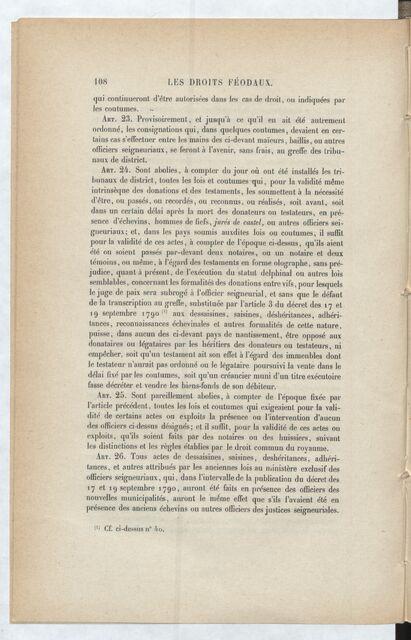 108 LES DROITS FÉODAUX.
qui continueront d'être autorisées dans les cas de droit, ou indiquées par
les coutumes.
ART. 23. Provisoirement, et jusqu'à ce qu'il en ait été autrement
ordonné, les consignations qui, dans quelques coutumes, devaient en cer-
tains cas s'effectuer entre les mains des ci-devant maieurs, baillis, ou autres
officiers seigneuriaux, se feront à l'avenir, sans frais, au greffe des tribu-
naux de district.
ART. 24. Sont abolies, à compter du jour où ont été installés les tri-
bunaux de district, toutes les lois et coutumes qui, pour la validité même
intrinsèque des donations et des testaments, les soumettent à la nécessité
d'être, ou passés, ou recordés, ou reconnus, ou réalisés, soit avant, soit
dans un certain délai après la mort des donateurs ou testateurs, en pré-
sence d'échevins, hommes de fiefs, jurés de castel, ou autres officiers sei-
gneuriaux; et, dans les pays soumis auxdites lois ou coutumes, il suffit
pour la validité de ces actes, à compter de l'époque ci-dessus, qu'ils aient
été ou soient passés par-devant deux notaires, ou un notaire et deux
témoins, ou même, à l'égard des testaments en forme olographe, sans pré-
judice, quant à présent, de l'exécution du statut delphinal ou autres lois
semblables, concernant les formalités des donations entre vifs, pour lesquels
le juge de paix sera subrogé à l'officier seigneurial, et sans que le défaut
de la transcription au greffe, substituée par l'article 3 du décret des 17 et
19 septembre 1790 (1) aux dessaisines, saisines, déshéritances, adhéri-
tances, reconnaissances échevinales et autres formalités de cette nature,
puisse, dans aucun des ci-devant pays de nantissement, être opposé aux
donataires ou légataires par les héritiers des donateurs ou testateurs, ni
empêcher, soit qu'un testament ait son effet à l'égard des immeubles dont
le testateur n'aurait pas ordonné ou le légataire poursuivi la vente dans le
délai fixé par les coutumes, soit qu'un créancier muni d'un titre exécutoire
fasse décréter et vendre les biens-fonds de son débiteur.
ART. 25. Sont pareillement abolies, à compter de l'époque fixée par
l'article précédent, toutes les lois et coutumes qui exigeaient pour la vali-
dité de certains actes ou exploits la présence ou l'intervention d'aucun
des officiers ci-dessus désignés; et il suffit, pour la validité de ces actes ou
exploits, qu'ils soient faits par des notaires ou des huissiers, suivant
les distinctions et les règles établies par le droit commun du royaume.
ART. 26. Tous actes de dessaisines, saisines, deshéritances, adhéri-
tances, et autres attribués par les anciennes lois au ministère exclusif des
officiers seigneuriaux, qui, dans l'intervalle de la publication du décret des
17 et 19 septembre 1790, auront été faits en présence des officiers des
nouvelles municipalités, auront le même effet que s'ils l'avaient été en
présence des anciens échevins ou autres officiers des justices seigneuriales.
(1) Cf. ci-dessus n° 40.